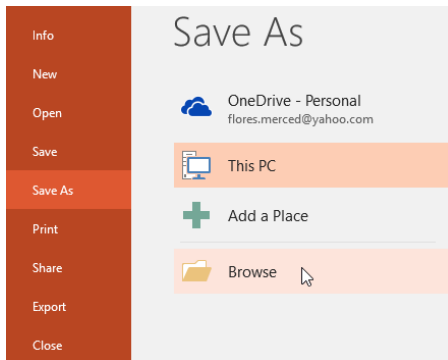 Info
New
Open
Save
Save As
Print
Share
Export
Close
Save As
OneDrive - Personal
flores.merced@yahoo.com
This PC
Add a Place
Browse